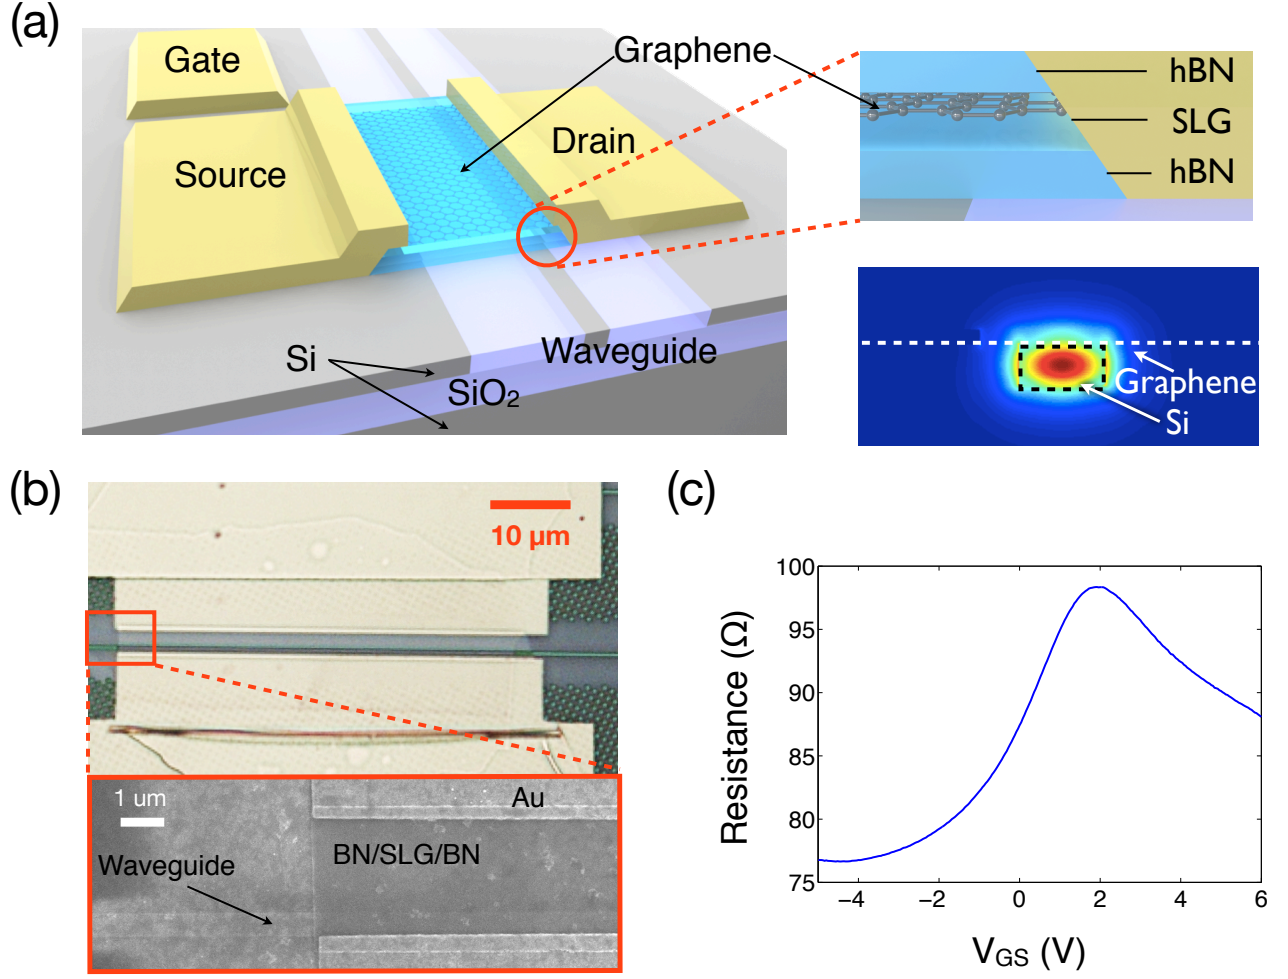 (a)
Gate
Source
Graphene
Drain
Si
SiO2
Waveguide
hBN
SLG
hBN
Graphene
Si
(b)
10 µm
1 um
Au
BN/SLG/BN
Waveguide
(c)
Resistance (Ω)
100
95
90
85
80
75
−4
−2
0
2
4
6
VGS (V)